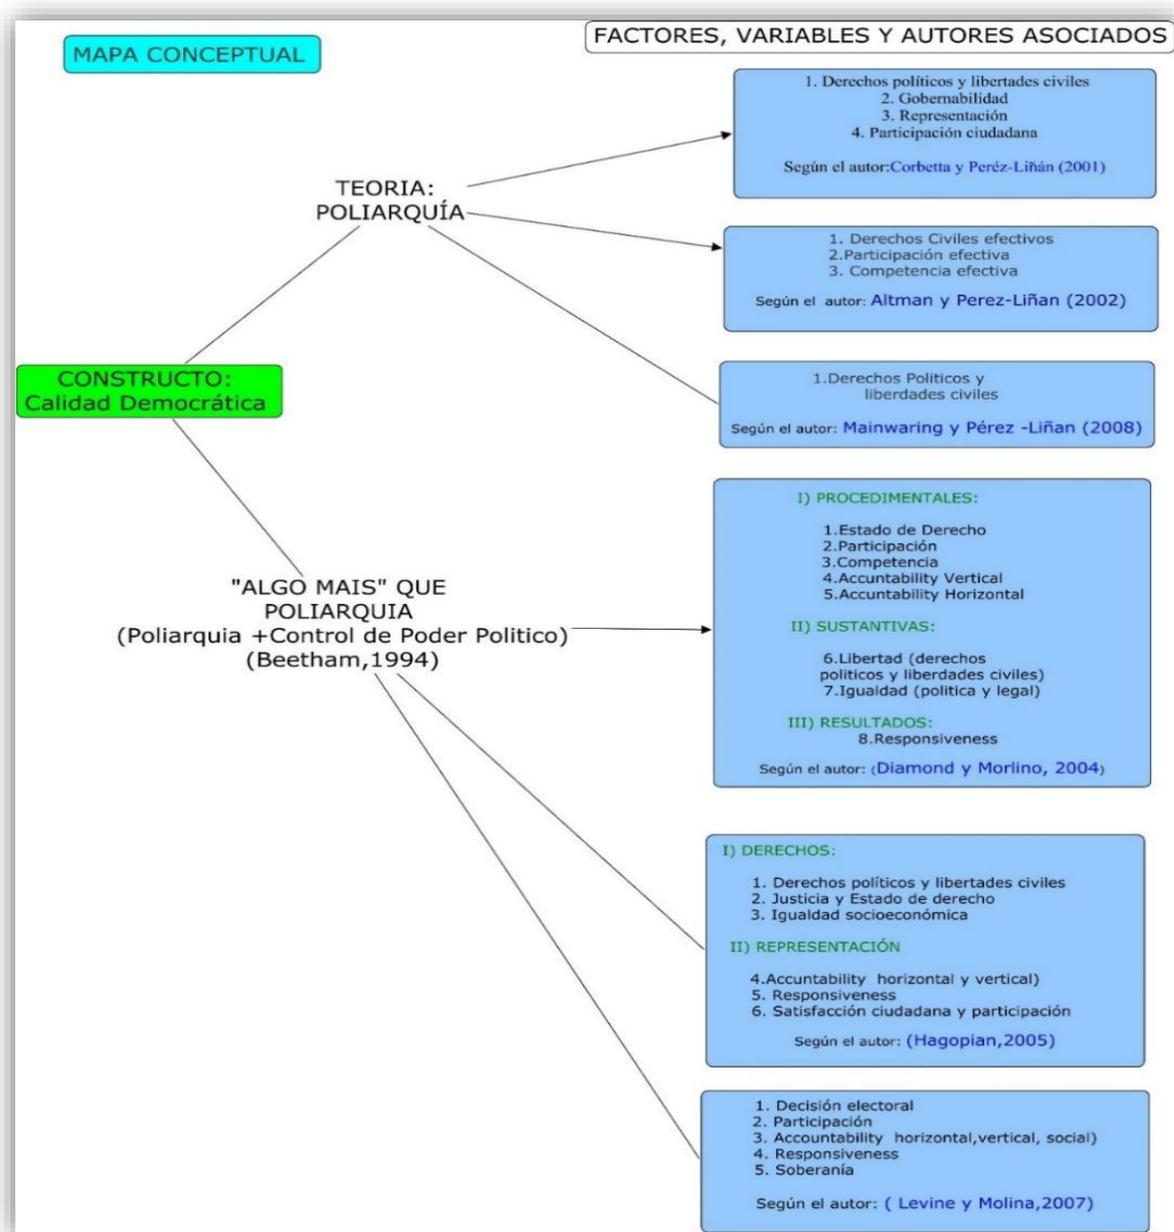 MAPA CONCEPTUAL
FACTORES, VARIABLES Y AUTORES ASOCIADOS
1. Derechos políticos y libertades civiles
2. Gobernabilidad
3. Representación
4. Participación ciudadana
Según el autor:Corbetta y Peréz-Liñán (2001)
TEORIA:
POLIARQUÍA
1. Derechos Civiles efectivos
2.Participación efectiva
3. Competencia efectiva
Según el autor: Altman y Perez-Liñan (2002)
CONSTRUCTO:
Calidad Democrática
1.Derechos Politicos y
liberdades civiles
Según el autor: Mainwaring y Pérez -Liñan (2008)
"ALGO MAIS" QUE
POLIARQUIA
(Poliarquia +Control de Poder Politico)
(Beetham,1994)
I) PROCEDIMENTALES:
1.Estado de Derecho
2.Participación
3.Competencia
4.Accuntability Vertical
5.Accuntability Horizontal
II) SUSTANTIVAS:
6.Libertad (derechos
politicos y liberdades civiles)
7.Igualdad (politica y legal)
III) RESULTADOS:
8.Responsiveness
Según el autor: (Diamond y Morlino, 2004)
I) DERECHOS:
1. Derechos políticos y libertades civiles
2. Justicia y Estado de derecho
3. Igualdad socioeconómica
II) REPRESENTACIÓN
4.Accuntability horizontal y vertical)
5. Responsiveness
6. Satisfacción ciudadana y participación
Según el autor: (Hagopian,2005)
1. Decisión electoral
2. Participación
3. Accountability horizontal,vertical, social)
4. Responsiveness
5. Soberanía
Según el autor: ( Levine y Molina,2007)